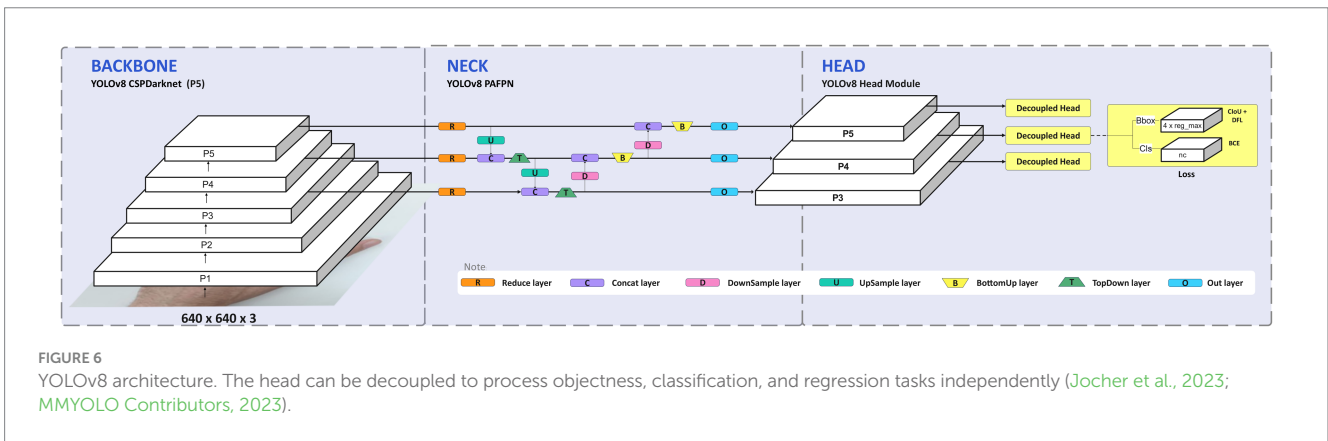 BACKBONE
YOLOv8 CSPDarknet (P5)
P5
P4
P3
P2
P1
640 x 640 x 3
NECK
YOLOv8 PAFPN
R C B O
U D
R C T C B O
U D
R C T O
HEAD
YOLOv8 Head Module
P5
P4
P3
Decoupled Head
Decoupled Head
Decoupled Head
Bbox
4 x reg_max
CIoU +
DFL
Cls
nc
BCE
Loss
Note
R Reduce layer C Concat layer D DownSample layer U UpSample layer B BottomUp layer T TopDown layer O Out layer
FIGURE 6
YOLOv8 architecture. The head can be decoupled to process objectness, classification, and regression tasks independently (Jocher et al., 2023;
MMYOLO Contributors, 2023).